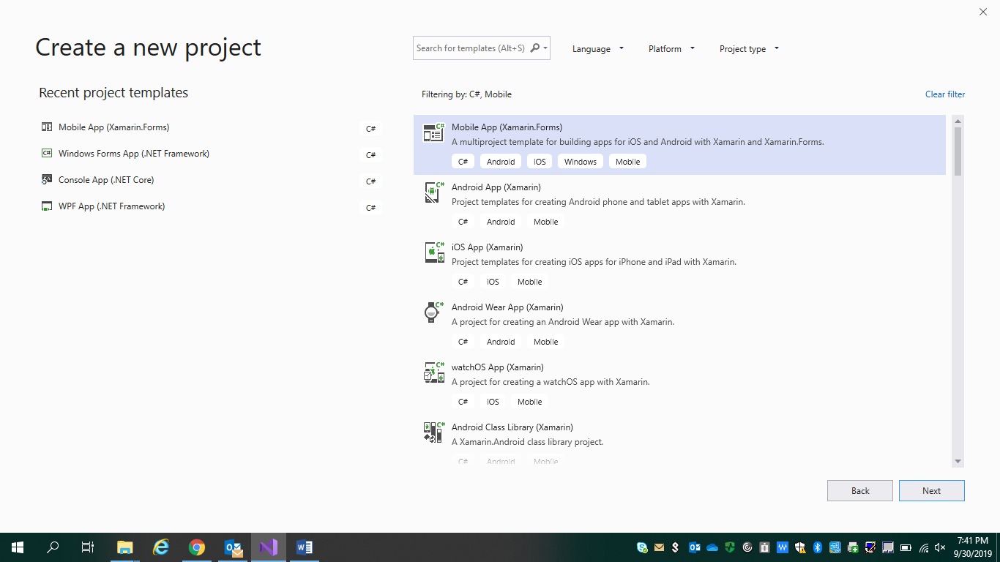 Create a new project
Search for templates (Alt+S)
Language
Platform
Project type
Recent project templates
Filtering by: C#, Mobile
Clear filter
Mobile App (Xamarin.Forms)
C#
Windows Forms App (.NET Framework)
C#
Console App (.NET Core)
C#
WPF App (.NET Framework)
C#
Mobile App (Xamarin.Forms)
A multiproject template for building apps for iOS and Android with Xamarin and Xamarin.Forms.
C# Android iOS Windows Mobile
Android App (Xamarin)
Project templates for creating Android phone and tablet apps with Xamarin.
C# Android Mobile
iOS App (Xamarin)
Project templates for creating iOS apps for iPhone and iPad with Xamarin.
C# iOS Mobile
Android Wear App (Xamarin)
A project for creating an Android Wear app with Xamarin.
C# Android Mobile
watchOS App (Xamarin)
A project for creating a watchOS app with Xamarin.
C# iOS Mobile
Android Class Library (Xamarin)
A Xamarin.Android class library project.
C# Android Mobile
Back
Next
7:41 PM
9/30/2019